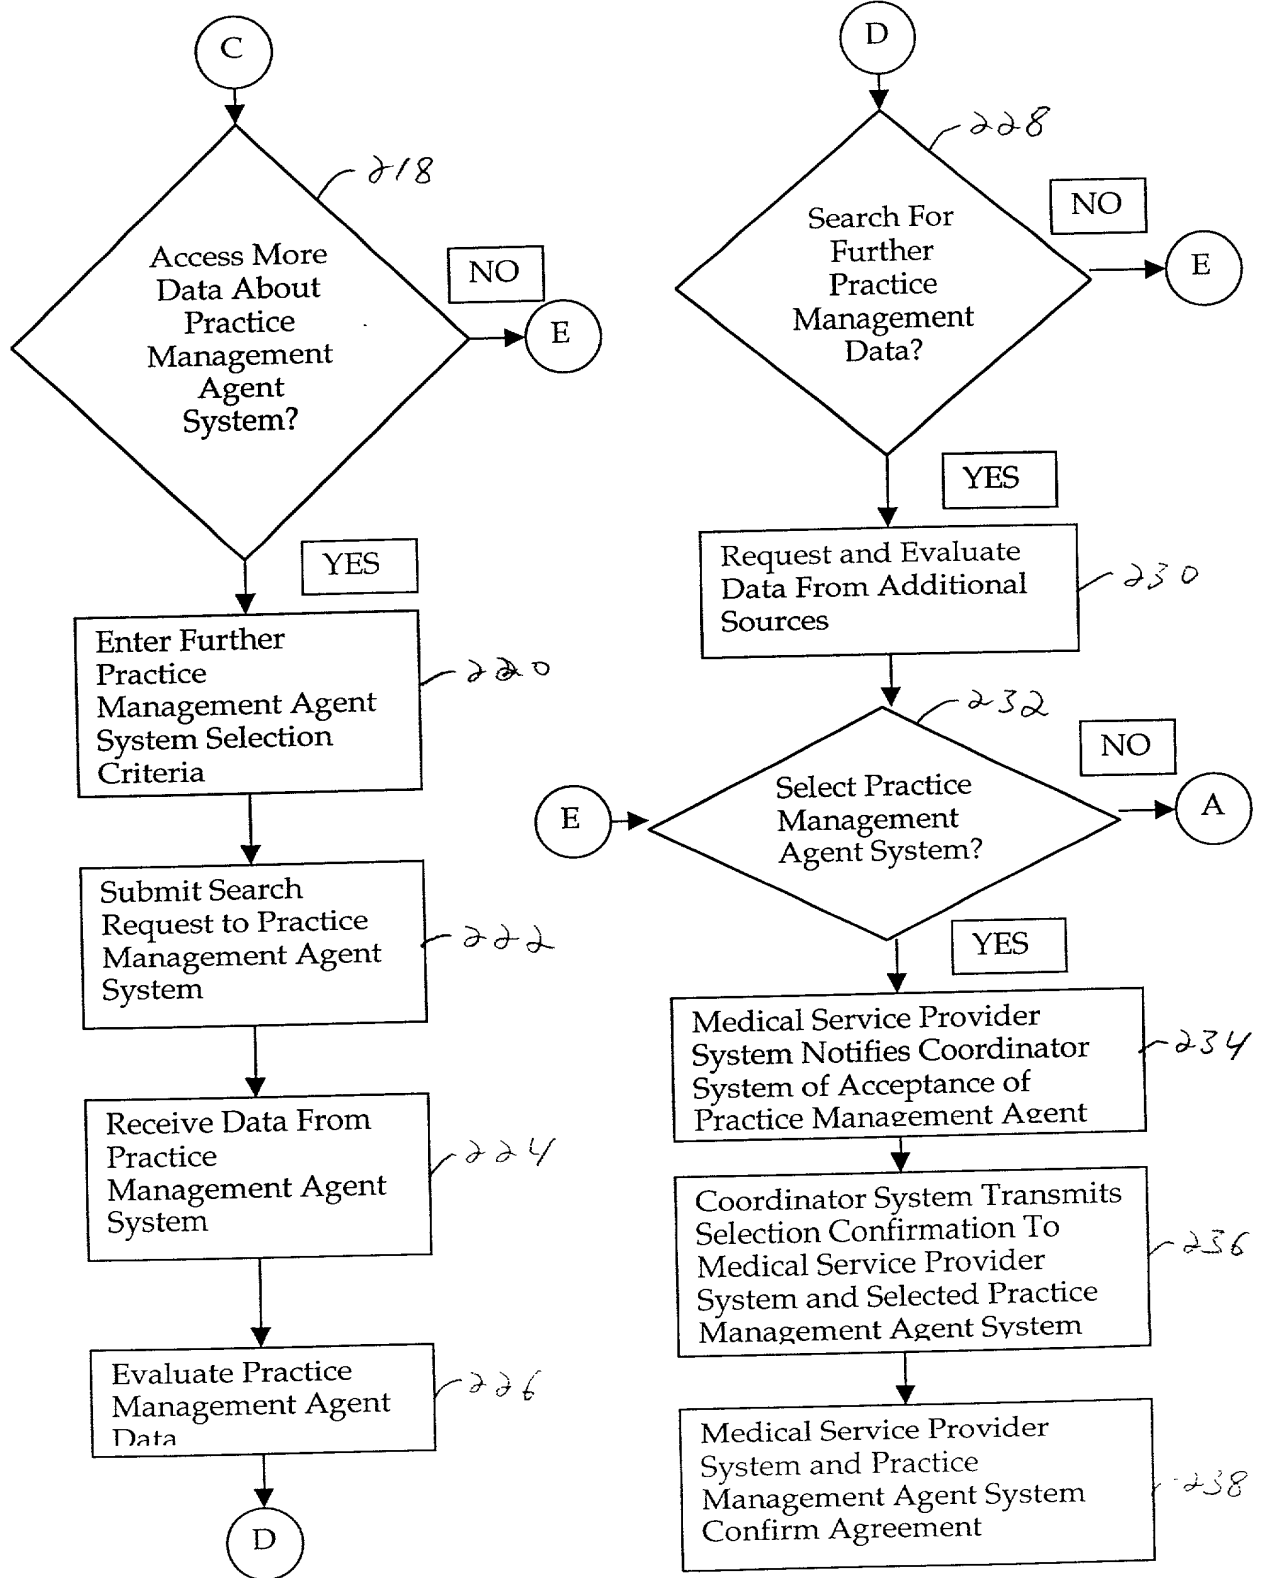 C
218
Access More
Data About
Practice
Management
Agent
System?
NO
E
YES
Enter Further
Practice
Management Agent
System Selection
Criteria
220
Submit Search
Request to Practice
Management Agent
System
222
Receive Data From
Practice
Management Agent
System
224
Evaluate Practice
Management Agent
Data
226
D
D
228
Search For
Further
Practice
Management
Data?
NO
E
YES
Request and Evaluate
Data From Additional
Sources
230
232
E
Select Practice
Management
Agent System?
NO
A
YES
Medical Service Provider
System Notifies Coordinator
System of Acceptance of
Practice Management Agent
234
Coordinator System Transmits
Selection Confirmation To
Medical Service Provider
System and Selected Practice
Management Agent System
236
Medical Service Provider
System and Practice
Management Agent System
Confirm Agreement
238